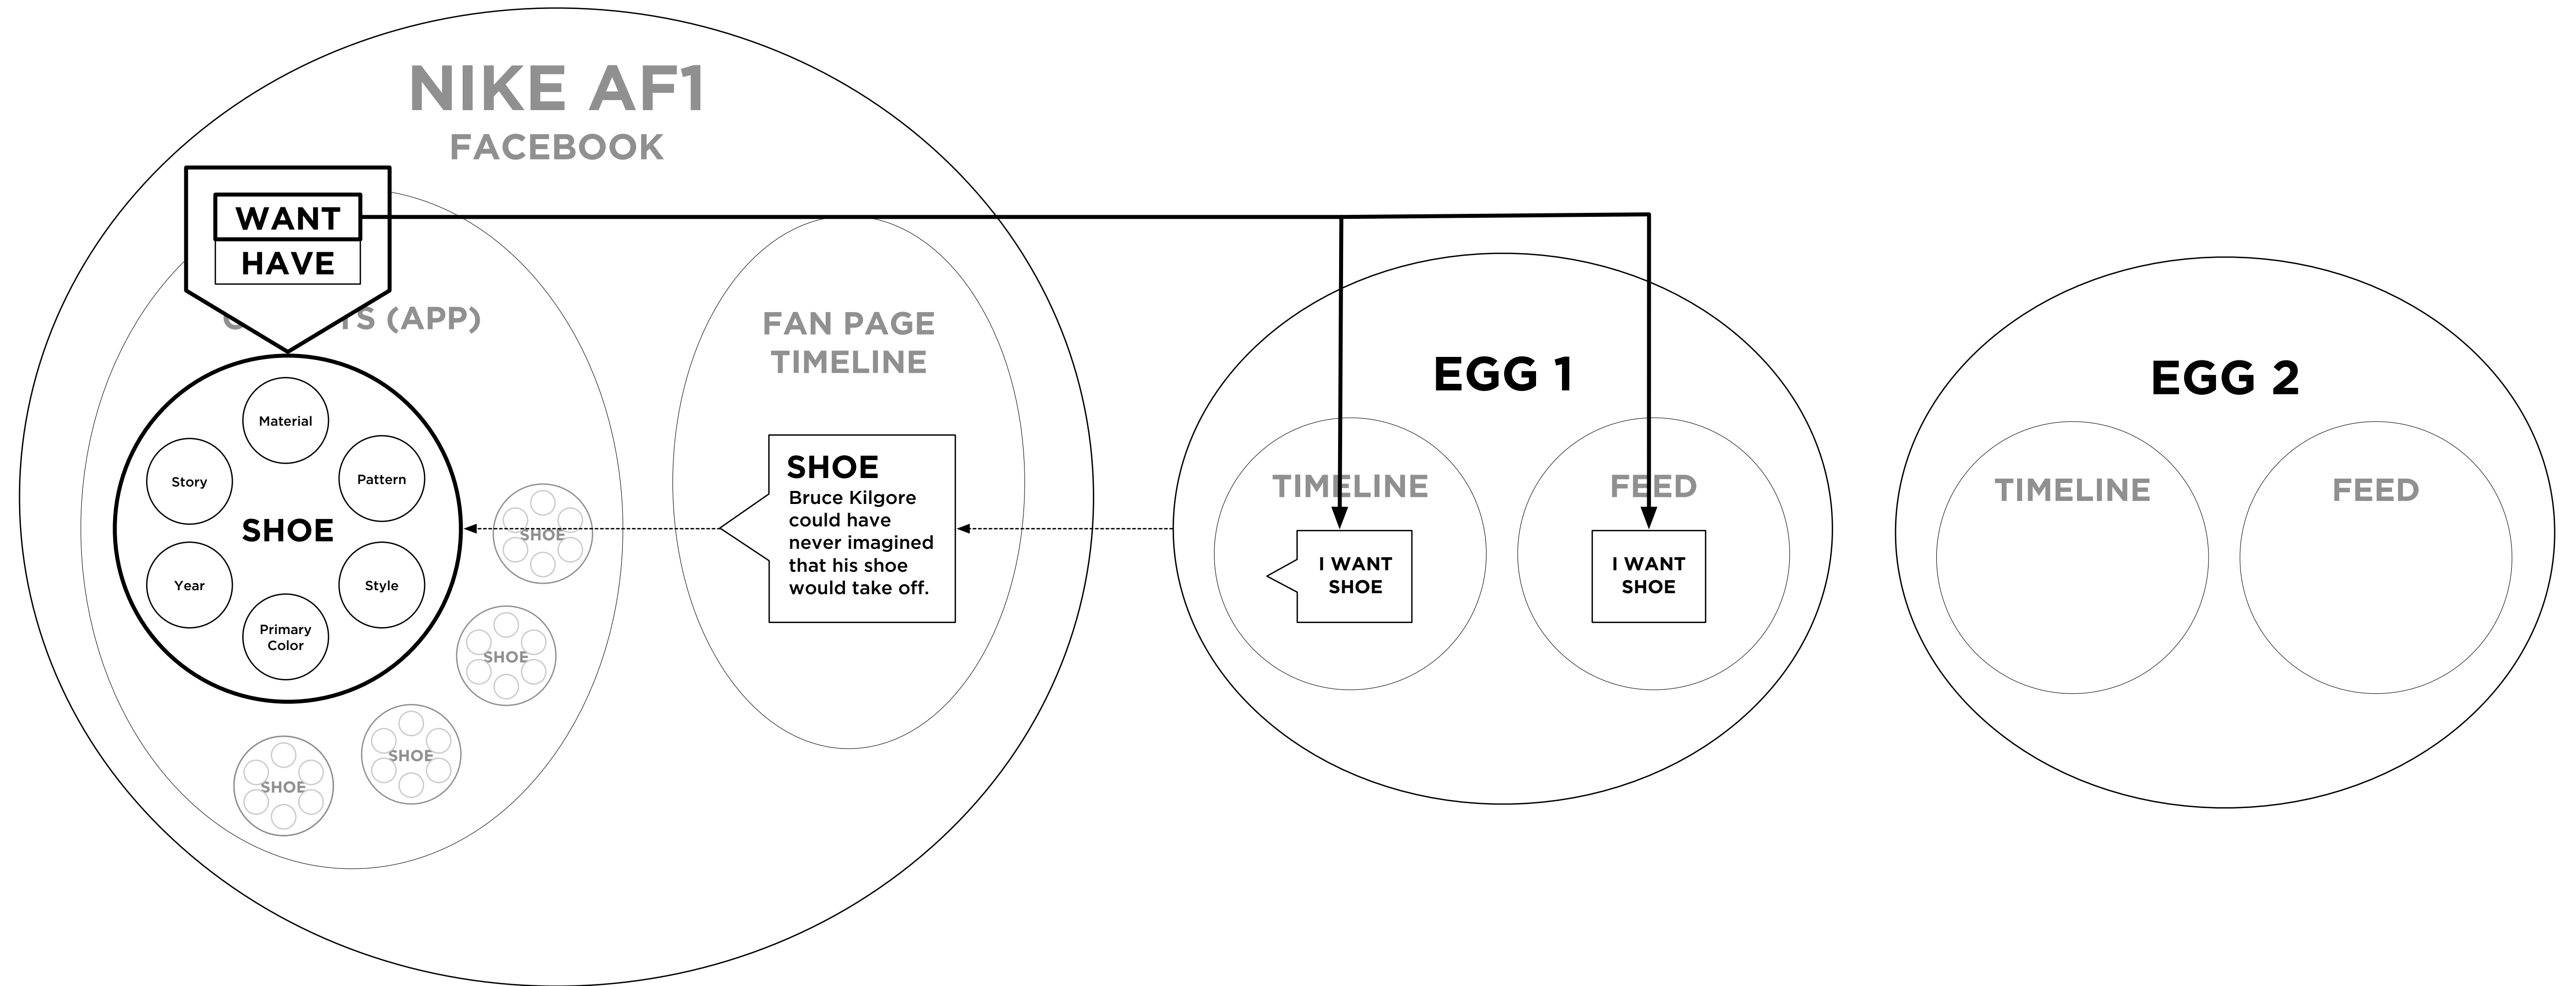 NIKE AF1
FACEBOOK
WANT
HAVE
(APP)
Material
Story
Pattern
SHOE
Year
Style
Primary
Color
SHOE
SHOE
SHOE
SHOE
FAN PAGE
TIMELINE
SHOE
Bruce Kilgore
could have
never imagined
that his shoe
would take off.
EGG 1
TIMELINE
FEED
I WANT
SHOE
I WANT
SHOE
EGG 2
TIMELINE
FEED